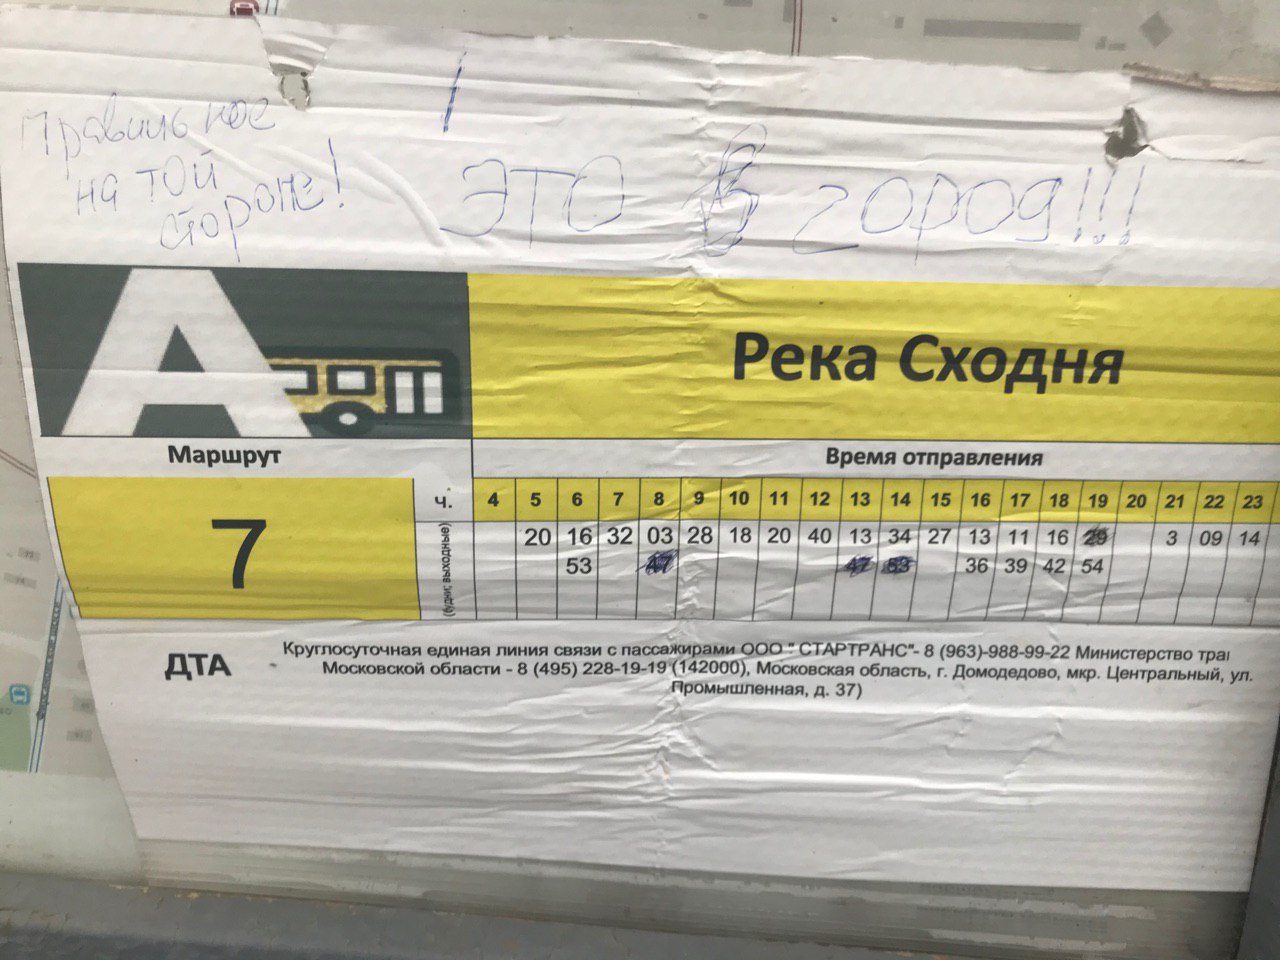 Правильное
на той
стороне!
ЭТО В город!!!
А
Река Сходня
Маршрут
Время отправления
7
ч. 4 5 6 7 8 9 10 11 12 13 14 15 16 17 18 19 20 21 22 23
(будни; выходные)
20 16 32 03 28 18 20 40 13 34 27 13 11 16 29 3 09 14
53 47 47 53 36 39 42 54
ДТА
Круглосуточная единая линия связи с пассажирами ООО " СТАРТРАНС"- 8 (963)-988-99-22 Министерство тра
Московской области - 8 (495) 228-19-19 (142000), Московская область, г. Домодедово, мкр. Центральный, ул.
Промышленная, д. 37)